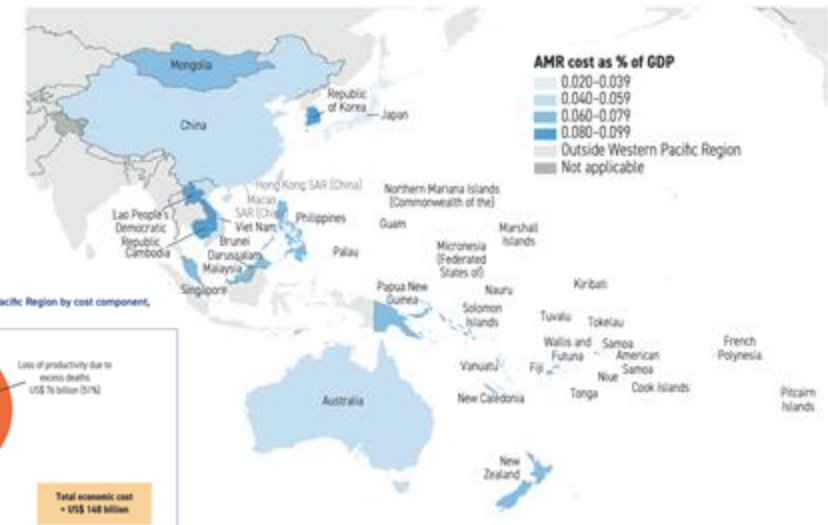 Mongolia
Republic
of Korea
Japan
China
AMR cost as % of GDP
0.020–0.039
0.040–0.059
0.060–0.079
0.080–0.099
Outside Western Pacific Region
Not applicable
Hong Kong SAR (China)
Macao
SAR (China)
Lao People's
Democratic
Republic
Viet Nam
Philippines
Cambodia
Brunei
Darussalam
Malaysia
Singapore
Northern Mariana Islands
(Commonwealth of the)
Guam
Palau
Marshall
Islands
Micronesia
(Federated
States of)
Papua New
Guinea
Nauru
Kiribati
Solomon
Islands
Tuvalu
Tokelau
Wallis and
Futuna
Samoa
American
Samoa
French
Polynesia
Vanuatu
Fiji
Niue
Cook Islands
Tonga
New Caledonia
Pitcairn
Islands
Australia
New
Zealand
acific Region by cost component,
Loss of productivity due to
excess deaths
US$ 76 billion (51%)
Total economic cost
= US$ 148 billion